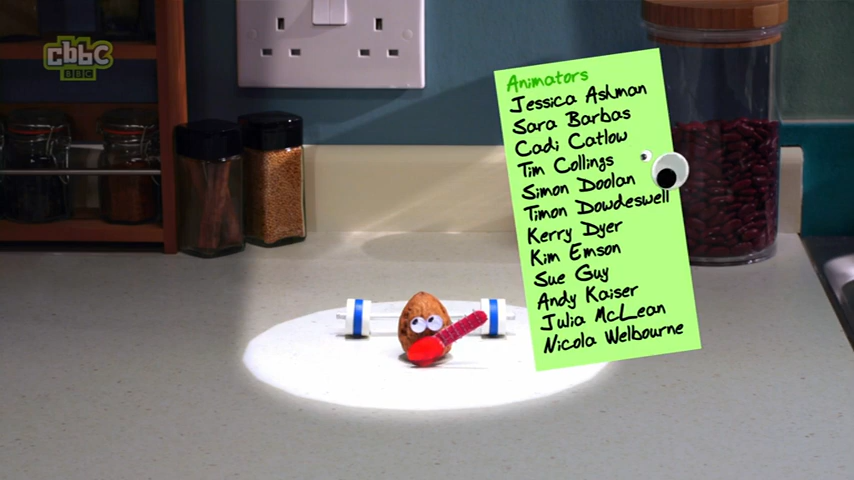 cbbc
BBC
Animators
Jessica Ashman
Sara Barbas
Cadi Catlow
Tim Collings
Simon Doolan
Timon Dowdeswell
Kerry Dyer
Kim Emson
Sue Guy
Andy Kaiser
Julia McLean
Nicola Welbourne